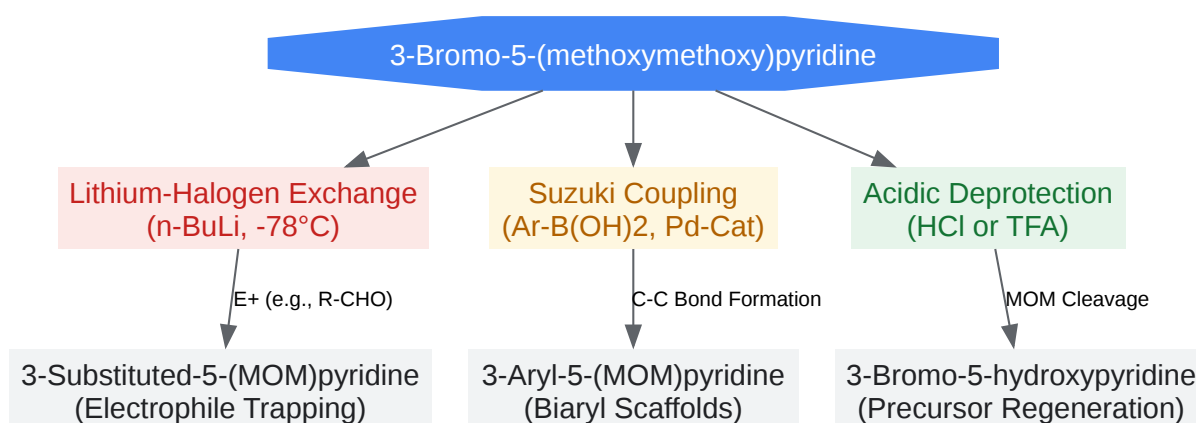 3-Bromo-5-(methoxymethoxy)pyridine
Lithium-Halogen Exchange
(n-BuLi, -78°C)
Suzuki Coupling
(Ar-B(OH)2, Pd-Cat)
Acidic Deprotection
(HCl or TFA)
E+ (e.g., R-CHO)
C-C Bond Formation
MOM Cleavage
3-Substituted-5-(MOM)pyridine
(Electrophile Trapping)
3-Aryl-5-(MOM)pyridine
(Biaryl Scaffolds)
3-Bromo-5-hydroxypyridine
(Precursor Regeneration)